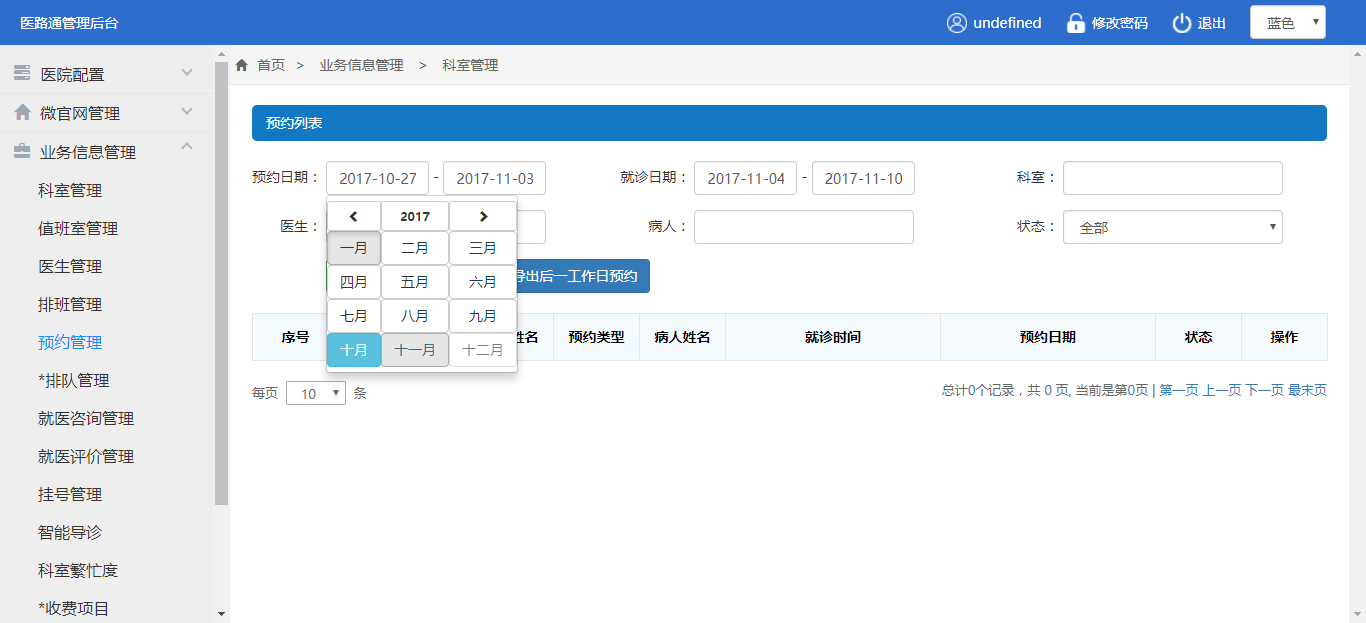 医路通管理后台 undefined 修改密码 退出 蓝色
医院配置
微官网管理
业务信息管理
科室管理
值班室管理
医生管理
排班管理
预约管理
*排队管理
就医咨询管理
就医评价管理
挂号管理
智能导诊
科室繁忙度
*收费项目
首页 > 业务信息管理 > 科室管理
预约列表
预约日期： 2017-10-27 - 2017-11-03 就诊日期： 2017-11-04 - 2017-11-10 科室：
医生： 病人： 状态： 全部
2017
一月 二月 三月
四月 五月 六月
七月 八月 九月
十月 十一月 十二月
出后一工作日预约
序号 姓名 预约类型 病人姓名 就诊时间 预约日期 状态 操作
每页 10 条 总计0个记录，共 0 页, 当前是第0页 | 第一页 上一页 下一页 最末页